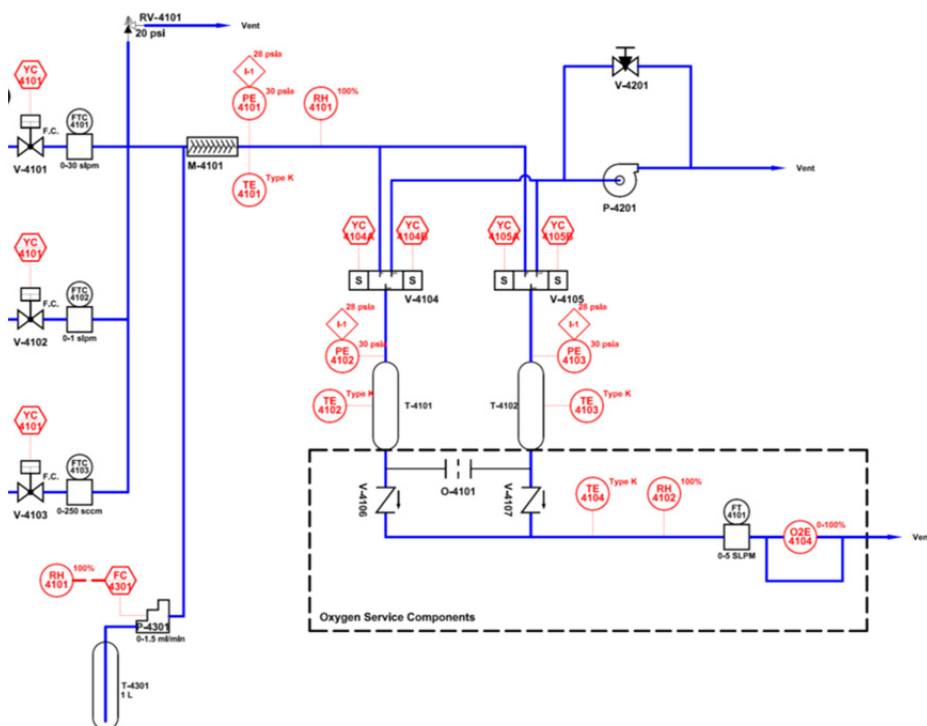 RV-4101
20 psi
Vent
YC
4101
F.C.
FTC
4101
V-4101
0-30 slpm
M-4101
28 psia
I-1
PE
4101
30 psia
TE
4101
Type K
RH
4101
100%
V-4201
P-4201
Vent
YC
4101
F.C.
FTC
4102
V-4102
0-1 slpm
YC
4104A
YC
4104B
S
S
V-4104
YC
4105A
YC
4105B
S
S
V-4105
28 psia
I-1
PE
4102
30 psia
28 psia
I-1
PE
4103
30 psia
TE
4102
Type K
T-4101
T-4102
TE
4103
Type K
YC
4101
F.C.
FTC
4103
V-4103
0-250 sccm
V-4106
O-4101
V-4107
TE
4104
Type K
RH
4102
100%
FT
4101
0-5 SLPM
O2E
4104
0-100%
Ven
RH
4101
100%
FC
4301
P-4301
0-1.5 ml/min
Oxygen Service Components
T-4301
1 L